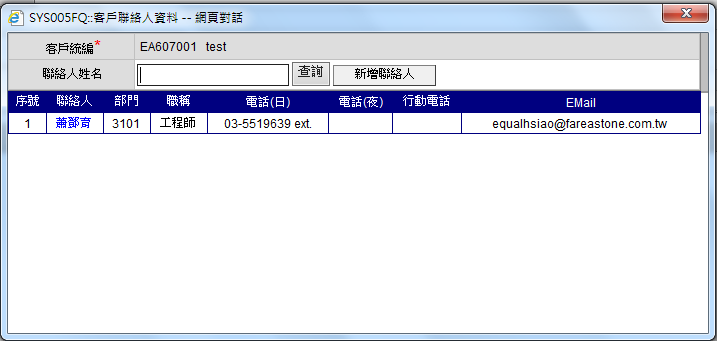 SYS005FQ::客戶聯絡人資料 -- 網頁對話
客戶統編* EA607001 test
聯絡人姓名 查詢 新增聯絡人
序號 聯絡人 部門 職稱 電話(日) 電話(夜) 行動電話 EMail
1 蕭鄧育 3101 工程師 03-5519639 ext. equalhsiao@fareastone.com.tw